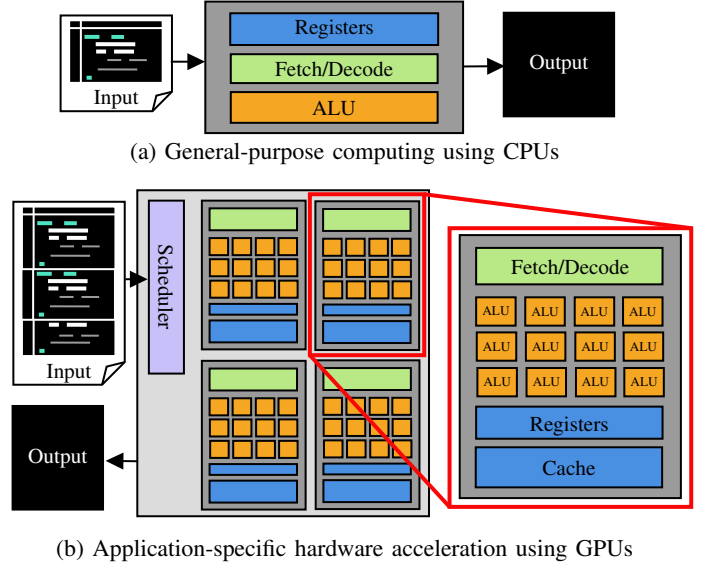 Registers
Fetch/Decode
ALU
Input
Output
(a) General-purpose computing using CPUs
Scheduler
Input
Output
Fetch/Decode
ALU ALU ALU ALU
ALU ALU ALU ALU
ALU ALU ALU ALU
Registers
Cache
(b) Application-specific hardware acceleration using GPUs